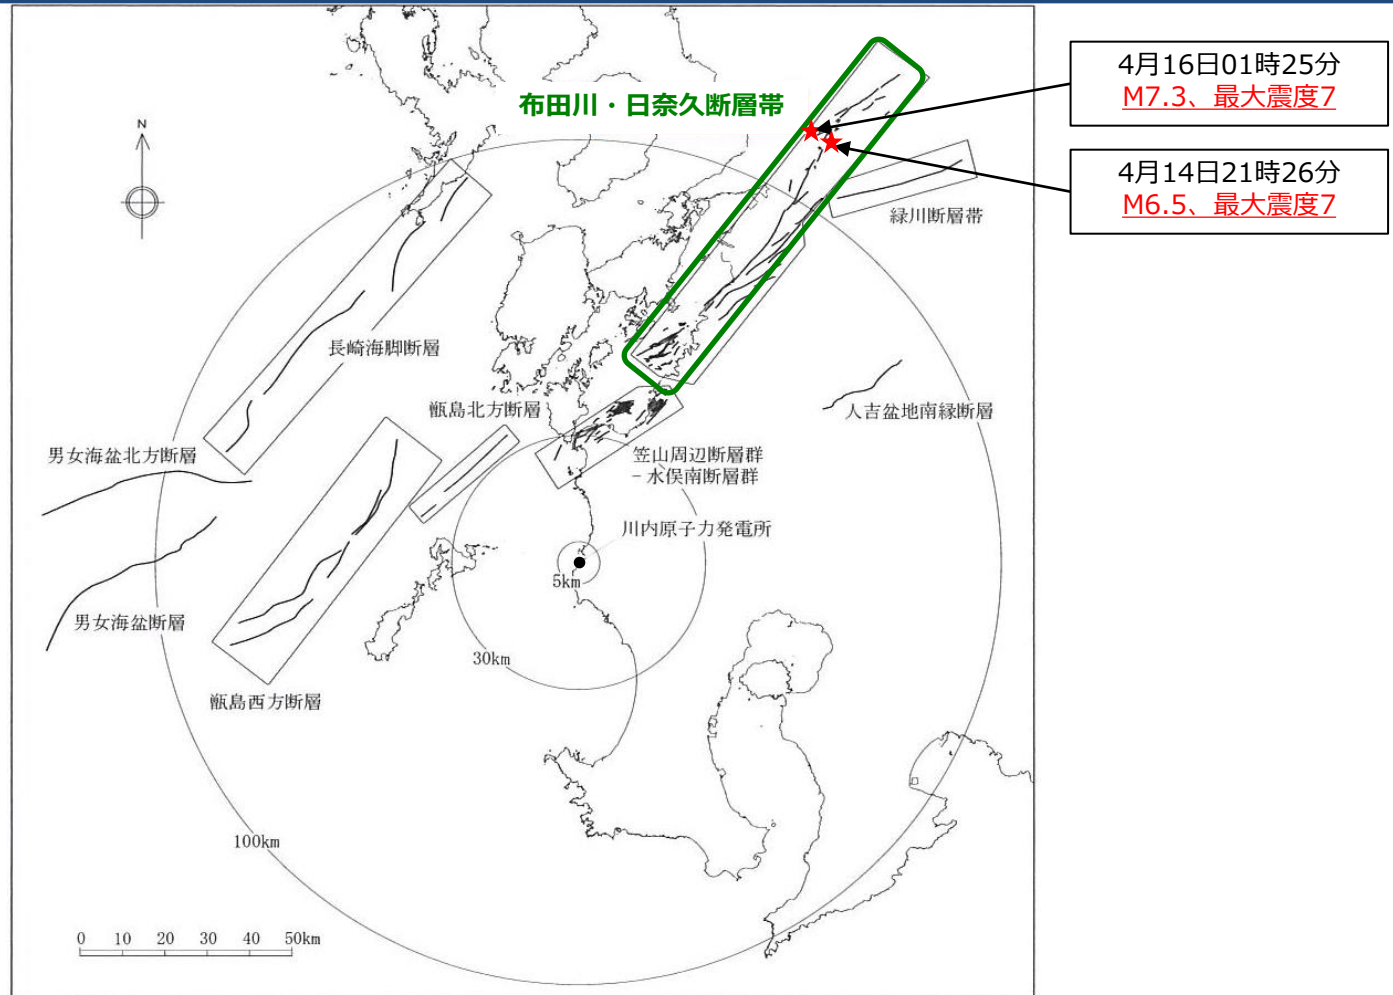 4月16日01時25分
M7.3、最大震度7
布田川・日奈久断層帯
N
4月14日21時26分
M6.5、最大震度7
緑川断層帯
長崎海脚断層
甑島北方断層
人吉盆地南縁断層
男女海盆北方断層
笠山周辺断層群
－水俣南断層群
川内原子力発電所
5km
男女海盆断層
30km
甑島西方断層
100km
0 10 20 30 40 50km